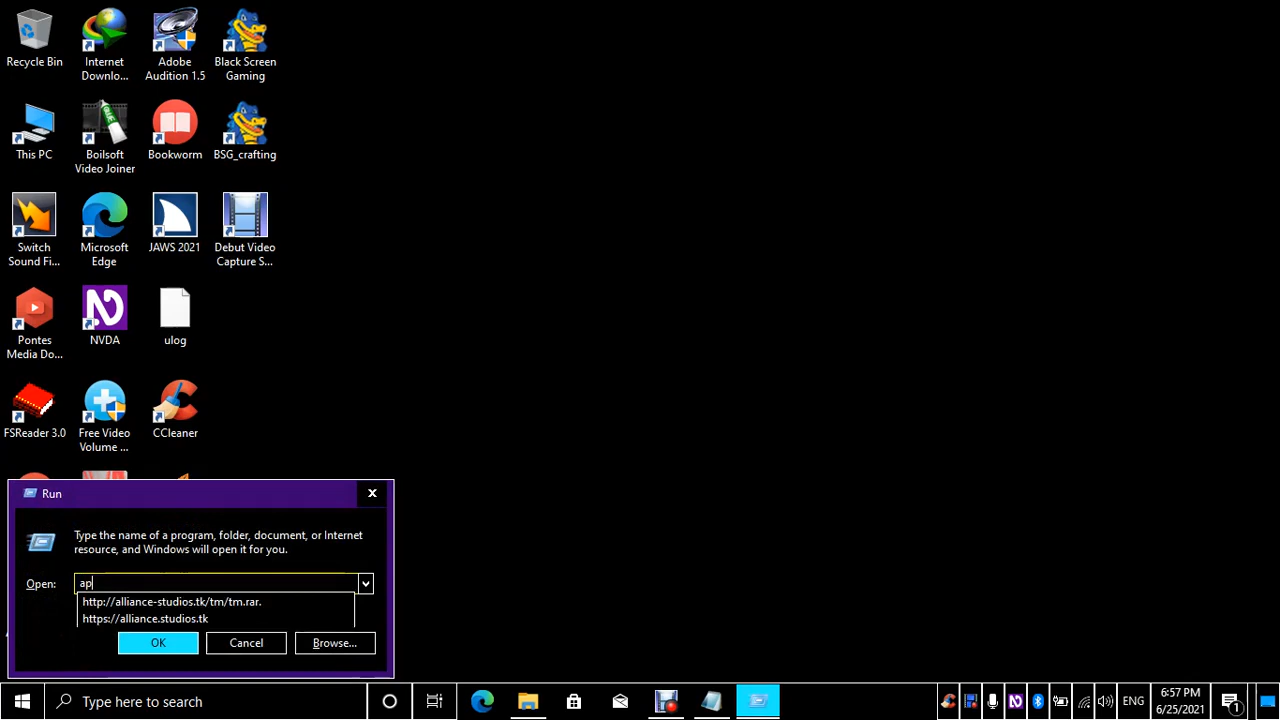 Recycle Bin
Internet
Downlo...
Adobe
Audition 1.5
Black Screen
Gaming
This PC
Boilsoft
Video Joiner
Bookworm
BSG_crafting
Switch
Sound Fi...
Microsoft
Edge
JAWS 2021
Debut Video
Capture S...
Pontes
Media Do...
NVDA
ulog
FSReader 3.0
Free Video
Volume ...
CCleaner
Run
Type the name of a program, folder, document, or Internet
resource, and Windows will open it for you.
Open:
ap
http://alliance-studios.tk/tm/tm.rar.
https://alliance.studios.tk
OK
Cancel
Browse...
Type here to search
ENG
6:57 PM
6/25/2021
1